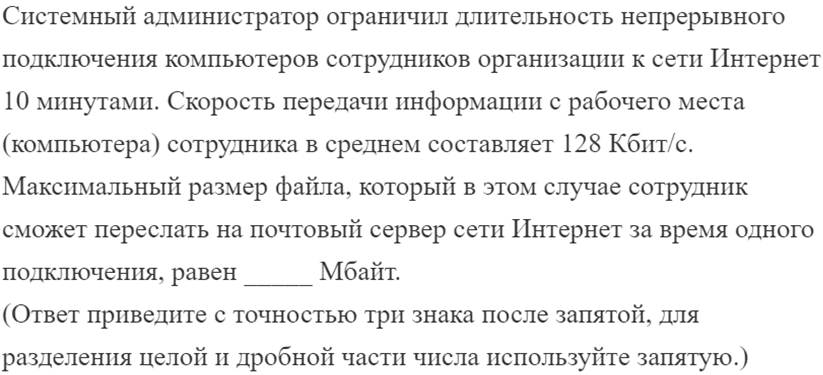 Системный администратор ограничил длительность непрерывного
подключения компьютеров сотрудников организации к сети Интернет
10 минутами. Скорость передачи информации с рабочего места
(компьютера) сотрудника в среднем составляет 128 Кбит/с.
Максимальный размер файла, который в этом случае сотрудник
сможет переслать на почтовый сервер сети Интернет за время одного
подключения, равен _____ Мбайт.
(Ответ приведите с точностью три знака после запятой, для
разделения целой и дробной части числа используйте запятую.)